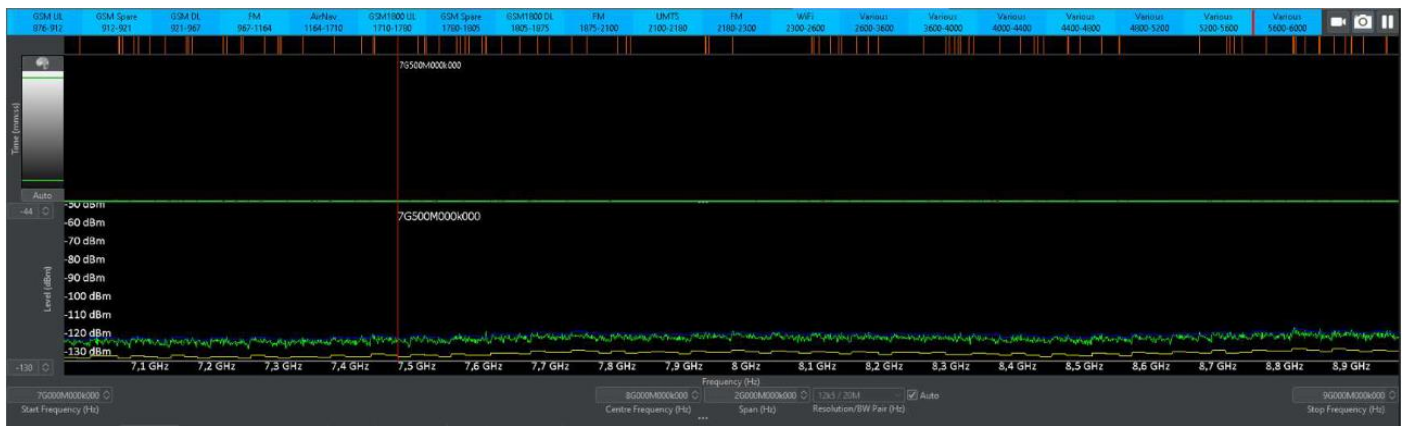 GSM UL GSM Spare GSM DL FM AirNav GSM1800 UL GSM Spare GSM1800 DL FM UMTS FM WiFi Various Various Various Various Various Various Various
876-912 912-921 921-967 967-1164 1164-1710 1710-1780 1780-1805 1805-1875 1875-2100 2100-2180 2180-2300 2300-2600 2600-3600 3600-4000 4000-4400 4400-4800 4800-5200 5200-5600 5600-6000
7G500M000k000
Time (mm:ss)
Auto
-44
-50 dBm
-60 dBm
7G500M000k000
-70 dBm
-80 dBm
-90 dBm
Level (dBm)
-100 dBm
-110 dBm
-120 dBm
-130 dBm
-130
7,1 GHz 7,2 GHz 7,3 GHz 7,4 GHz 7,5 GHz 7,6 GHz 7,7 GHz 7,8 GHz 7,9 GHz 8 GHz 8,1 GHz 8,2 GHz 8,3 GHz 8,4 GHz 8,5 GHz 8,6 GHz 8,7 GHz 8,8 GHz 8,9 GHz
Frequency (Hz)
7G000M000k000 8G000M000k000 2G000M000k000 12k5 / 20M Auto 9G000M000k000
Start Frequency (Hz) Centre Frequency (Hz) Span (Hz) Resolution/BW Pair (Hz) Stop Frequency (Hz)